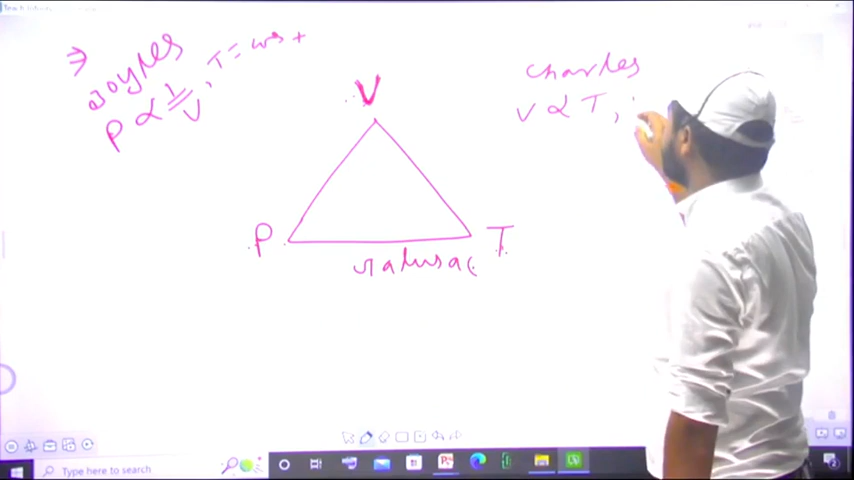 ⇒ Boyles
P ∝ 1/V, T = const
Charles
V ∝ T,
V
P
T
Type here to search